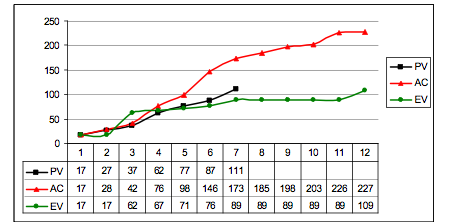 250
200
150
100
50
0
1 2 3 4 5 6 7 8 9 10 11 12
PV 17 27 37 62 77 87 111
AC 17 28 42 76 98 146 173 185 198 203 226 227
EV 17 17 62 67 71 76 89 89 89 89 89 109
PV
AC
EV